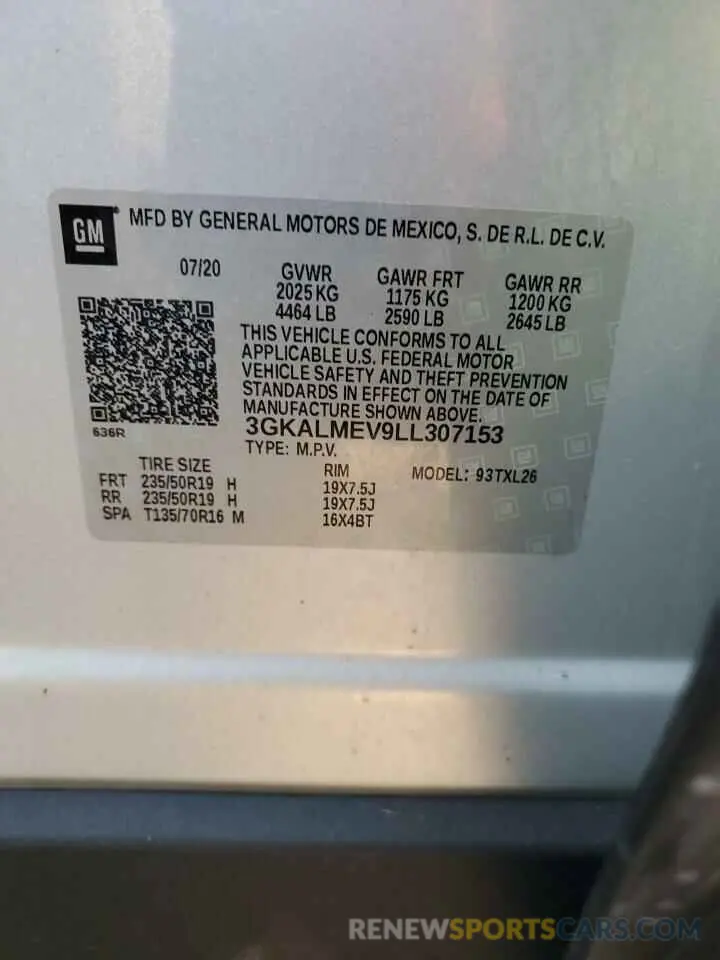 GM ® MFD BY GENERAL MOTORS DE MEXICO, S. DE R.L. DE C.V.
07/20 GVWR GAWR FRT GAWR RR
2025 KG 1175 KG 1200 KG
4464 LB 2590 LB 2645 LB
THIS VEHICLE CONFORMS TO ALL
APPLICABLE U.S. FEDERAL MOTOR
VEHICLE SAFETY AND THEFT PREVENTION
STANDARDS IN EFFECT ON THE DATE OF
MANUFACTURE SHOWN ABOVE.
636R 3GKALMEV9LL307153
TYPE: M.P.V.
TIRE SIZE RIM MODEL: 93TXL26
FRT 235/50R19 H 19X7.5J
RR 235/50R19 H 19X7.5J
SPA T135/70R16 M 16X4BT
RENEWSPORTSCARS.COM